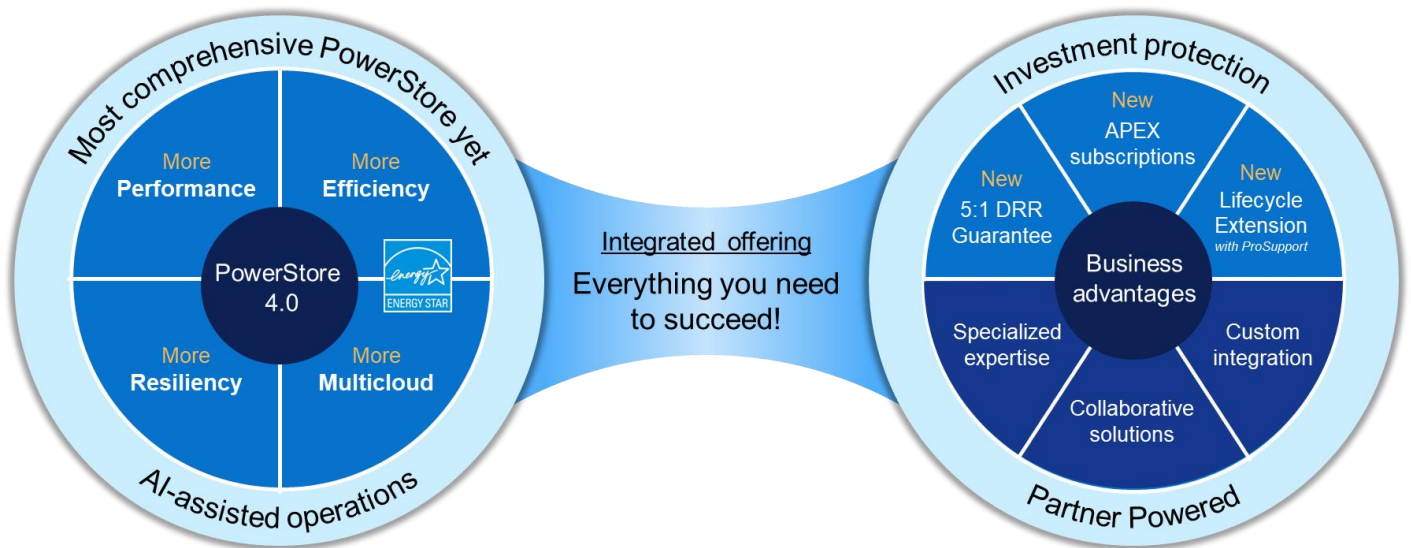 Most comprehensive PowerStore yet
More
Performance
More
Efficiency
PowerStore
4.0
energy
ENERGY STAR
More
Resiliency
More
Multicloud
AI-assisted operations
Integrated offering
Everything you need
to succeed!
Investment protection
New
APEX
subscriptions
New
5:1 DRR
Guarantee
New
Lifecycle
Extension
with ProSupport
Business
advantages
Specialized
expertise
Custom
integration
Collaborative
solutions
Partner Powered